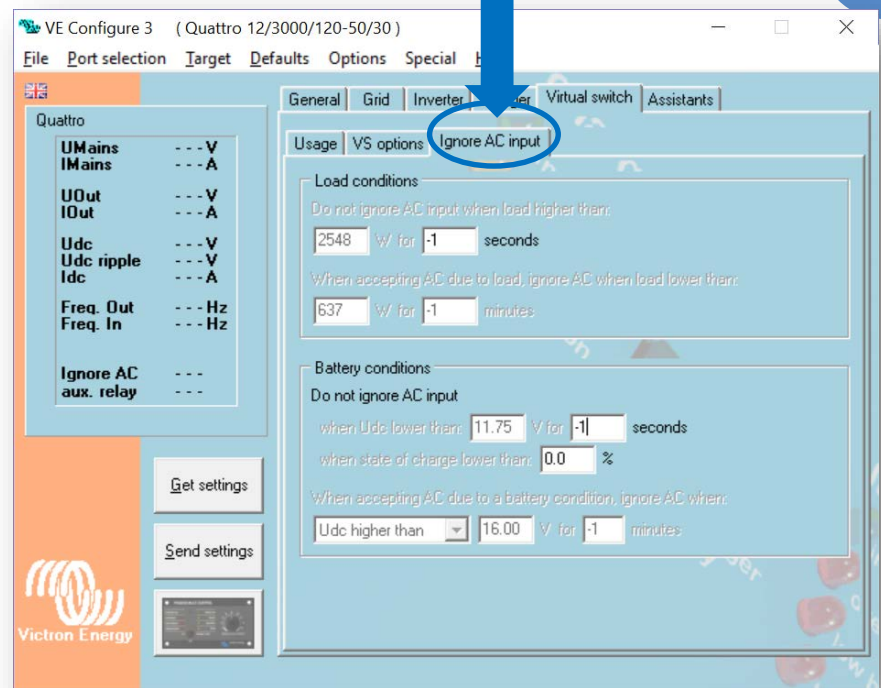 VE Configure 3 ( Quattro 12/3000/120-50/30 )
File Port selection Target Defaults Options Special
General Grid Inverter Virtual switch Assistants
Usage VS options Ignore AC input
Quattro
UMains ---V
IMains ---A
UOut ---V
IOut ---A
Udc ---V
Udc ripple ---V
Idc ---A
Freq. Out ---Hz
Freq. In ---Hz
Ignore AC ---
aux. relay ---
Get settings
Send settings
Victron Energy
Load conditions
Do not ignore AC input when load higher than:
2548 W for -1 seconds
When accepting AC due to load, ignore AC when load lower than:
637 W for -1 minutes
Battery conditions
Do not ignore AC input
when Udc lower than: 11.75 V for -1 seconds
when state of charge lower than: 0.0 %
When accepting AC due to a battery condition, ignore AC when:
Udc higher than 16.00 V for -1 minutes